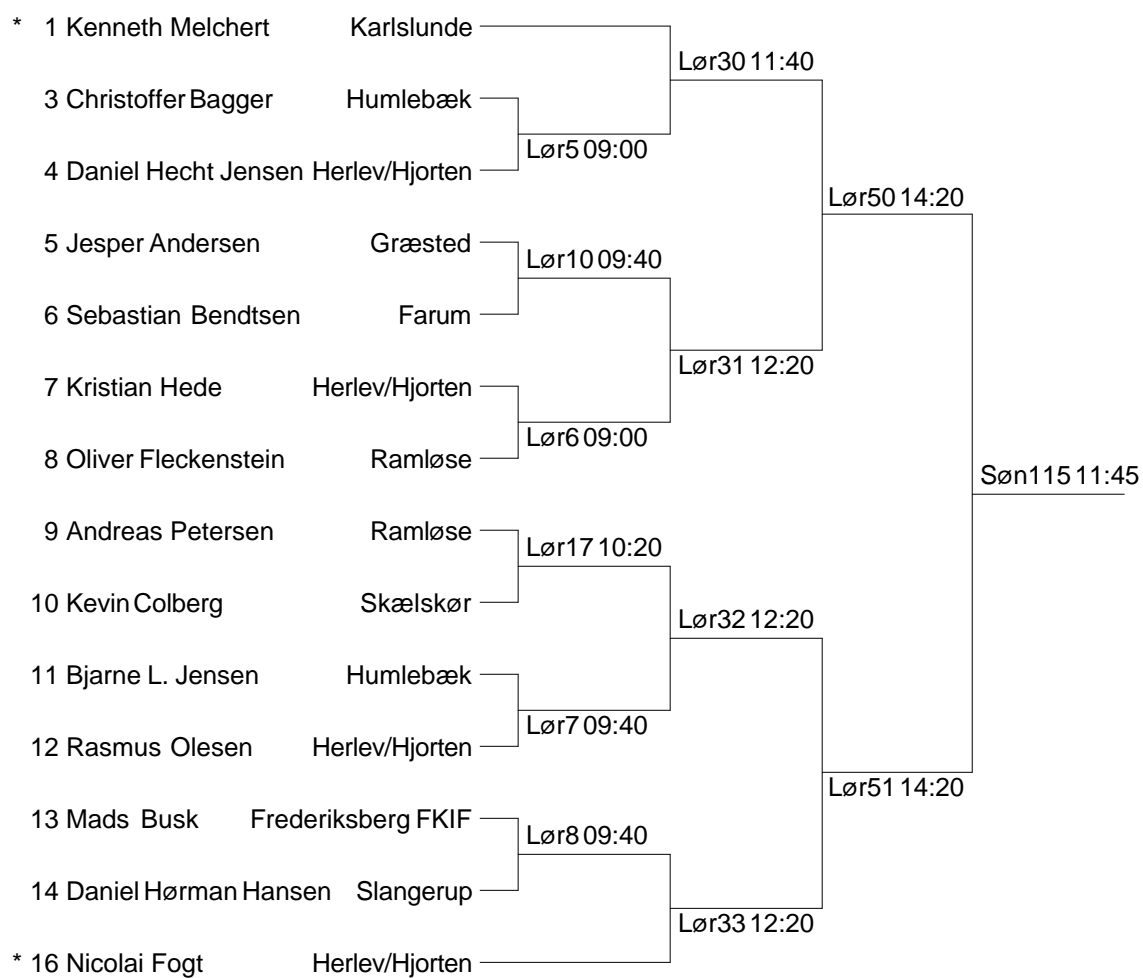 * 1 Kenneth Melchert Karlslunde
Lør30 11:40
3 Christoffer Bagger Humlebæk
Lør5 09:00
4 Daniel Hecht Jensen Herlev/Hjorten
Lør50 14:20
5 Jesper Andersen Græsted
Lør10 09:40
6 Sebastian Bendtsen Farum
Lør31 12:20
7 Kristian Hede Herlev/Hjorten
Lør6 09:00
8 Oliver Fleckenstein Ramløse
Søn115 11:45
9 Andreas Petersen Ramløse
Lør17 10:20
10 Kevin Colberg Skælskør
Lør32 12:20
11 Bjarne L. Jensen Humlebæk
Lør7 09:40
12 Rasmus Olesen Herlev/Hjorten
Lør51 14:20
13 Mads Busk Frederiksberg FKIF
Lør8 09:40
14 Daniel Hørman Hansen Slangerup
Lør33 12:20
* 16 Nicolai Fogt Herlev/Hjorten